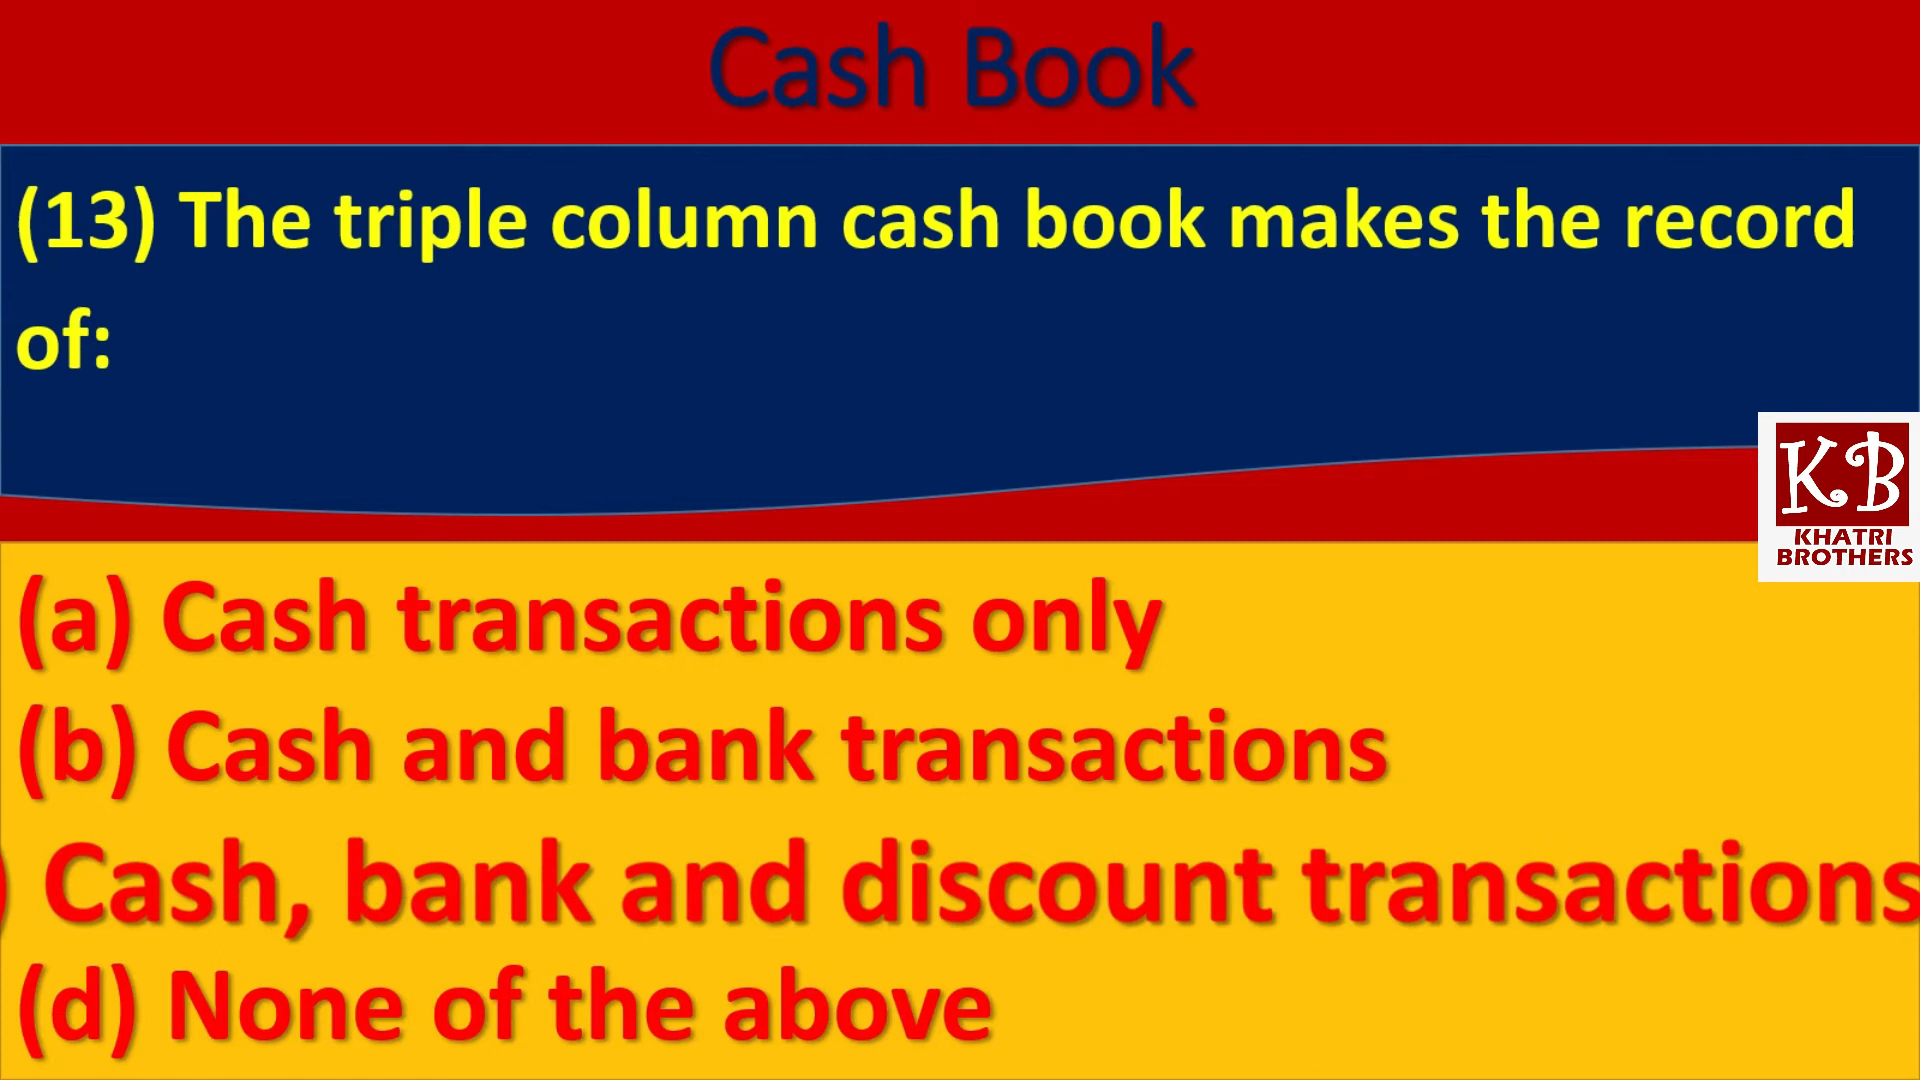 Cash Book
(13) The triple column cash book makes the record
of:
KB
KHATRI
BROTHERS
(a) Cash transactions only
(b) Cash and bank transactions
) Cash, bank and discount transactions
(d) None of the above